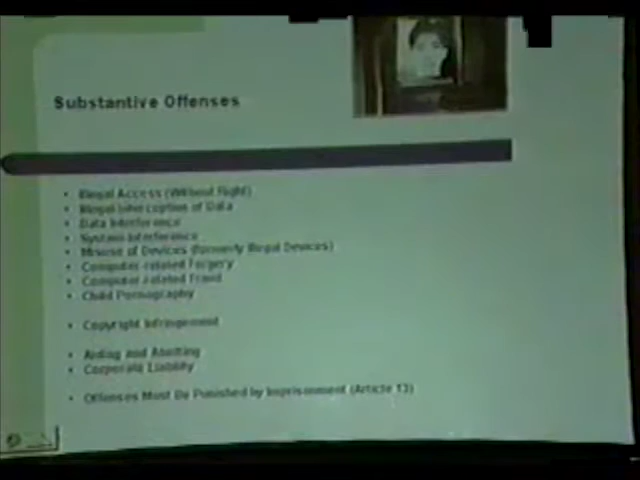 Substantive Offenses
• Illegal Access (Without Right)
• Illegal Interception of Data
• Data Interference
• System Interference
• Misuse of Devices (formerly Illegal Devices)
• Computer-related Forgery
• Computer-related Fraud
• Child Pornography
• Copyright Infringement
• Aiding and Abetting
• Corporate Liability
• Offenses Must Be Punished by Imprisonment (Article 13)